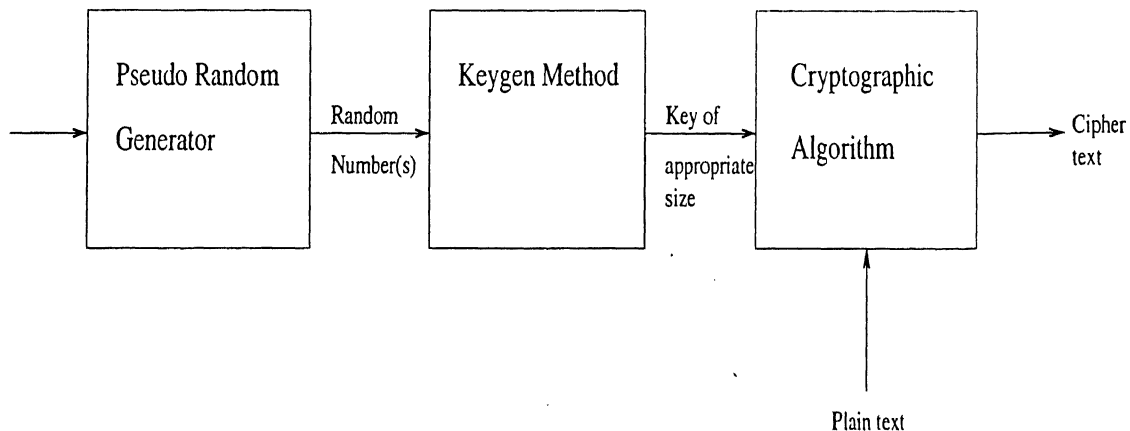 Pseudo Random
Generator
Random
Number(s)
Keygen Method
Key of
appropriate
size
Cryptographic
Algorithm
Cipher
text
Plain text